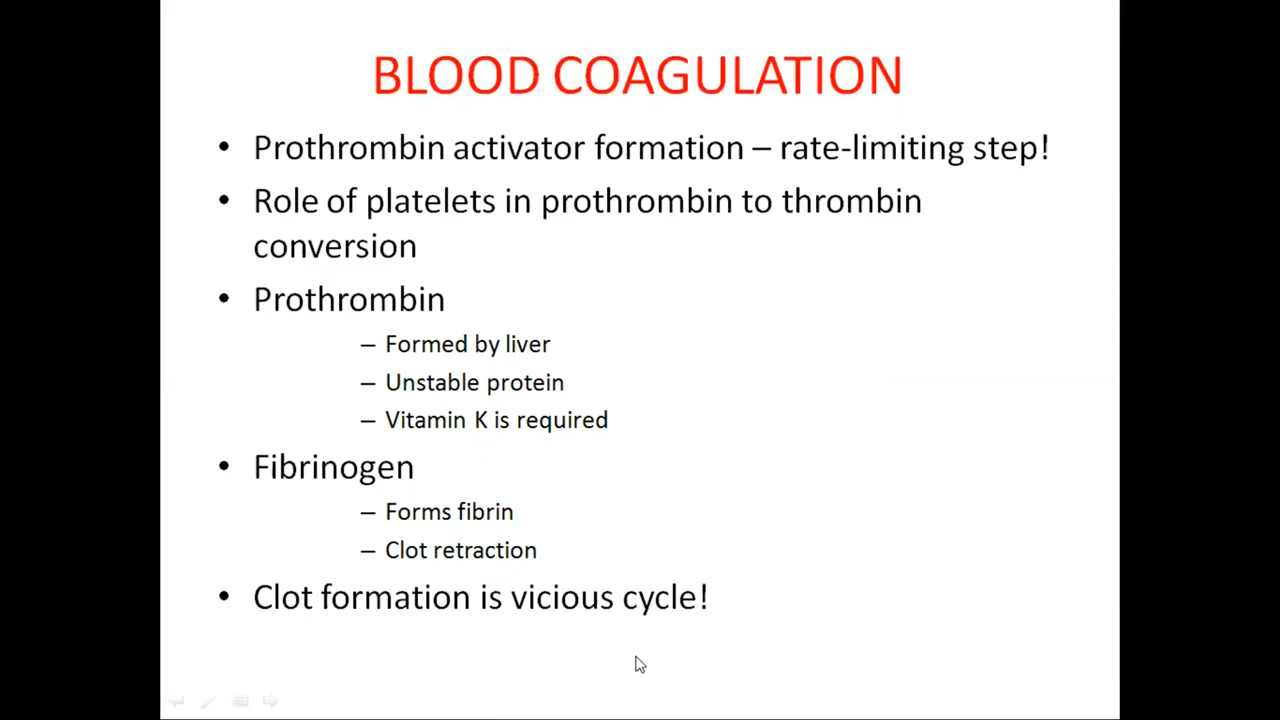 BLOOD COAGULATION
• Prothrombin activator formation – rate-limiting step!
• Role of platelets in prothrombin to thrombin
conversion
• Prothrombin
– Formed by liver
– Unstable protein
– Vitamin K is required
• Fibrinogen
– Forms fibrin
– Clot retraction
• Clot formation is vicious cycle!